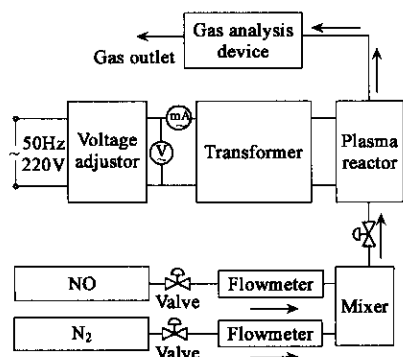 Gas analysis
device
Gas outlet
~ 50Hz
220V
Voltage
adjustor
mA
V
Transformer
Plasma
reactor
NO
Valve
Flowmeter
Mixer
N₂
Valve
Flowmeter